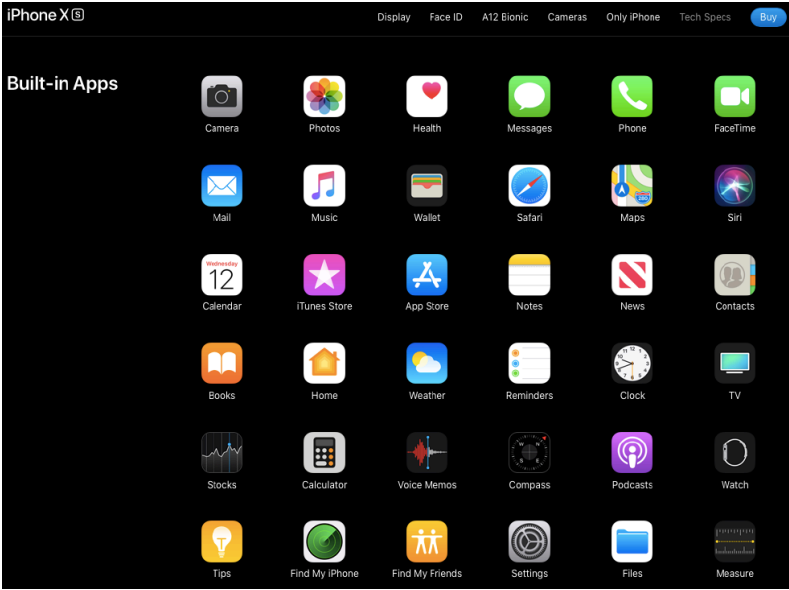 iPhone XS
Display Face ID A12 Bionic Cameras Only iPhone Tech Specs Buy
Built-in Apps
Camera Photos Health Messages Phone FaceTime
280
Mail Music Wallet Safari Maps Siri
Wednesday
12
Calendar iTunes Store App Store Notes News Contacts
Books Home Weather Reminders Clock TV
N
W E
S
Stocks Calculator Voice Memos Compass Podcasts Watch
Tips Find My iPhone Find My Friends Settings Files Measure